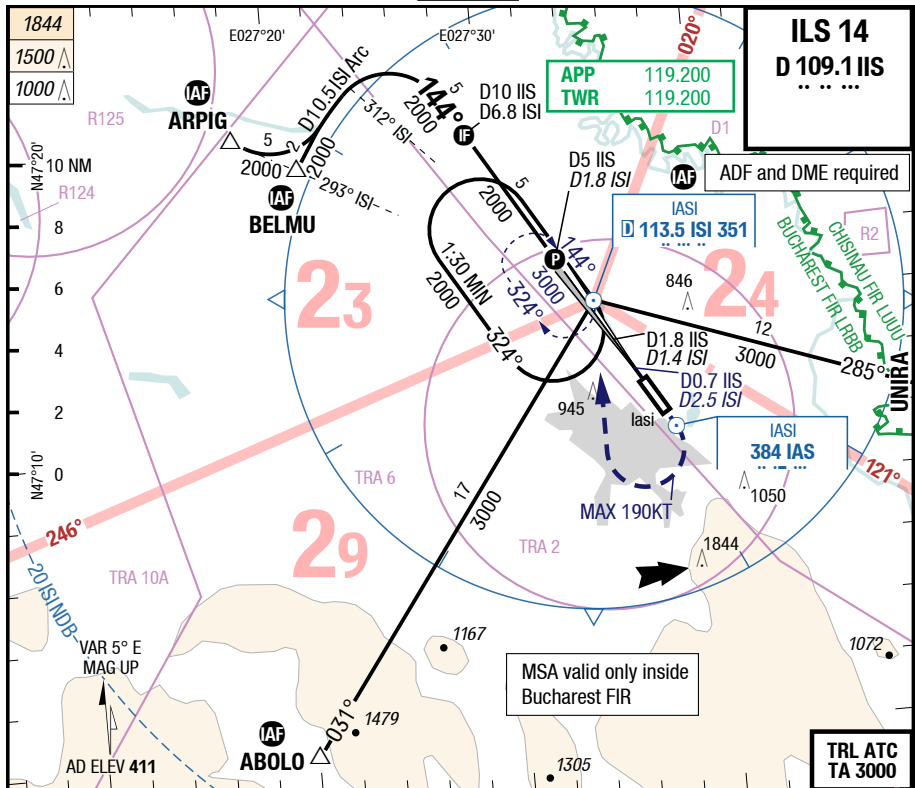 1844
1500
1000
E027°20'
E027°30'
020°
ILS 14
D 109.1 IIS
APP 119.200
TWR 119.200
ADF and DME required
IAF
ARPIG
R125
R124
N47°20'
10 NM
8
6
4
2
0
N47°10'
5
2000
2
2000
D10.5 ISI Arc
312° ISI
293° ISI
IAF
BELMU
144°
5
2000
IF
D10 IIS
D6.8 ISI
D5 IIS
D1.8 ISI
5
2000
IAF
IASI
D 113.5 ISI 351
D1
R2
CHISINAU FIR LUUU
BUCHAREST FIR LRBB
23
24
29
1:30 MIN
2000
324°
P
144°
3000
324°
846
12
3000
285°
UNIRA
D1.8 IIS
D1.4 ISI
D0.7 IIS
D2.5 ISI
945
Iasi
IASI
384 IAS
121°
1050
MAX 190KT
1844
TRA 6
TRA 2
TRA 10A
246°
20 ISI NDB
17
3000
031°
VAR 5° E
MAG UP
AD ELEV 411
IAF
ABOLO
1479
1167
1305
1072
MSA valid only inside
Bucharest FIR
TRL ATC
TA 3000